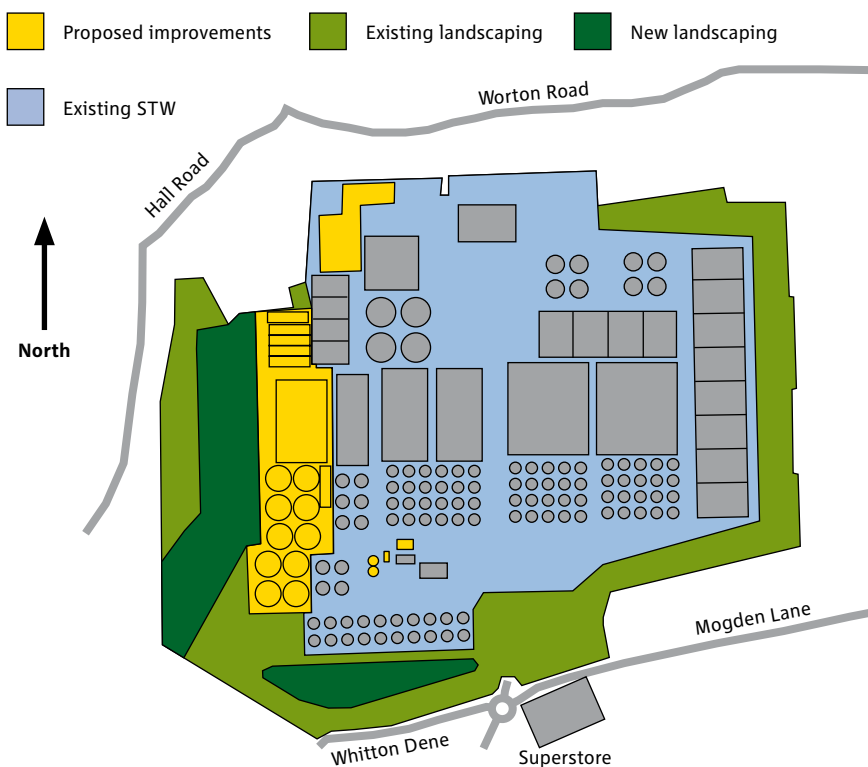 Proposed improvements
Existing landscaping
New landscaping
Existing STW
Worton Road
Hall Road
North
Mogden Lane
Whitton Dene
Superstore